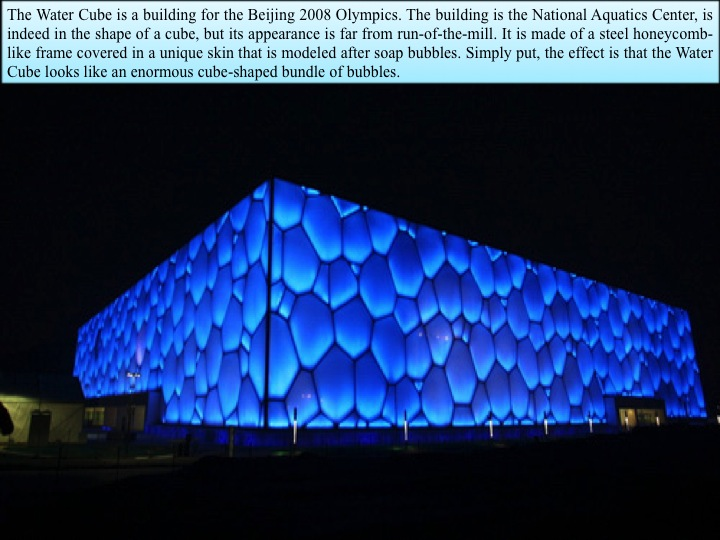 The Water Cube is a building for the Beijing 2008 Olympics. The building is the National Aquatics Center, is
indeed in the shape of a cube, but its appearance is far from run-of-the-mill. It is made of a steel honeycomb-
like frame covered in a unique skin that is modeled after soap bubbles. Simply put, the effect is that the Water
Cube looks like an enormous cube-shaped bundle of bubbles.